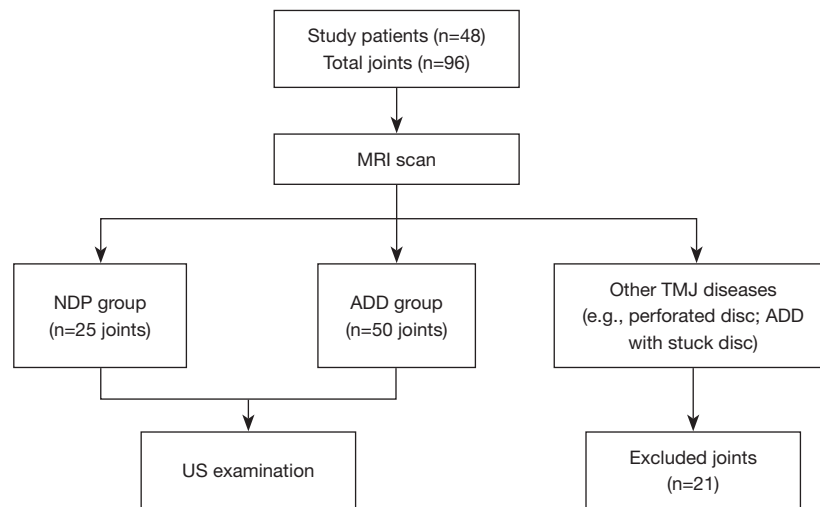 Study patients (n=48)
Total joints (n=96)
MRI scan
NDP group
(n=25 joints)
ADD group
(n=50 joints)
Other TMJ diseases
(e.g., perforated disc; ADD
with stuck disc)
US examination
Excluded joints
(n=21)